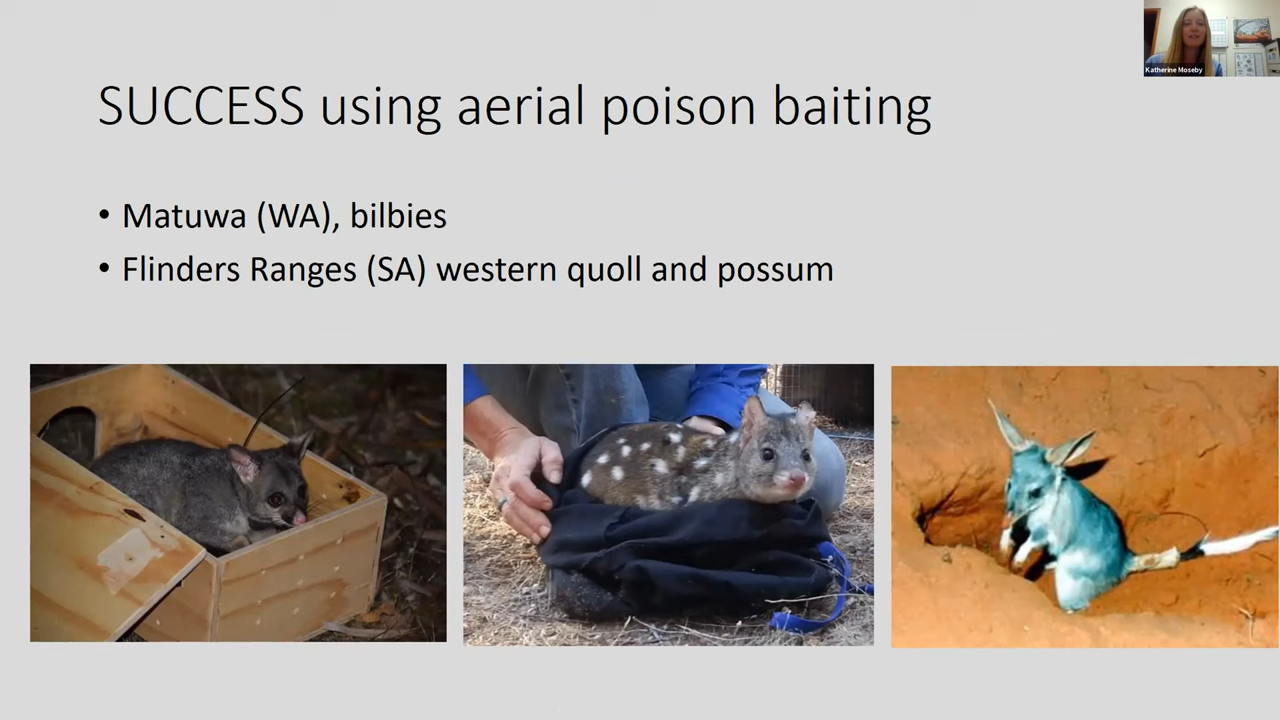 Katherine Moseby
SUCCESS using aerial poison baiting
• Matuwa (WA), bilbies
• Flinders Ranges (SA) western quoll and possum